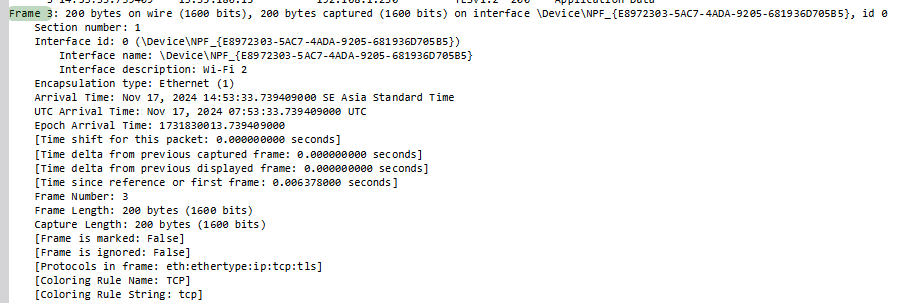 Frame 3: 200 bytes on wire (1600 bits), 200 bytes captured (1600 bits) on interface \Device\NPF_{E8972303-5AC7-4ADA-9205-681936D705B5}, id 0
Section number: 1
Interface id: 0 (\Device\NPF_{E8972303-5AC7-4ADA-9205-681936D705B5})
Interface name: \Device\NPF_{E8972303-5AC7-4ADA-9205-681936D705B5}
Interface description: Wi-Fi 2
Encapsulation type: Ethernet (1)
Arrival Time: Nov 17, 2024 14:53:33.739409000 SE Asia Standard Time
UTC Arrival Time: Nov 17, 2024 07:53:33.739409000 UTC
Epoch Arrival Time: 1731830013.739409000
[Time shift for this packet: 0.000000000 seconds]
[Time delta from previous captured frame: 0.000000000 seconds]
[Time delta from previous displayed frame: 0.000000000 seconds]
[Time since reference or first frame: 0.006378000 seconds]
Frame Number: 3
Frame Length: 200 bytes (1600 bits)
Capture Length: 200 bytes (1600 bits)
[Frame is marked: False]
[Frame is ignored: False]
[Protocols in frame: eth:ethertype:ip:tcp:tls]
[Coloring Rule Name: TCP]
[Coloring Rule String: tcp]